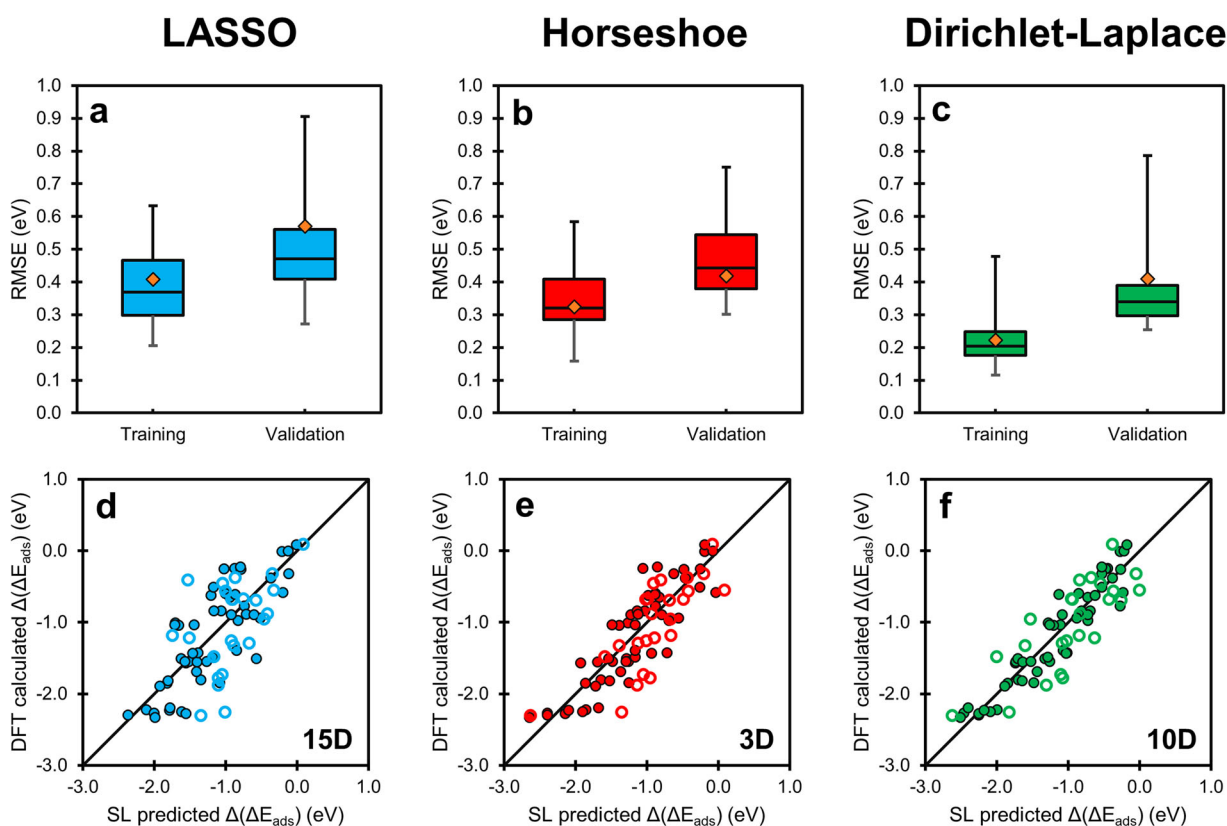 LASSO
Horseshoe
Dirichlet-Laplace
a
RMSE (eV)
1.0
0.9
0.8
0.7
0.6
0.5
0.4
0.3
0.2
0.1
0.0
Training
Validation
b
RMSE (eV)
1.0
0.9
0.8
0.7
0.6
0.5
0.4
0.3
0.2
0.1
0.0
Training
Validation
c
RMSE (eV)
1.0
0.9
0.8
0.7
0.6
0.5
0.4
0.3
0.2
0.1
0.0
Training
Validation
d
DFT calculated Δ(ΔEads) (eV)
1.0
0.0
-1.0
-2.0
-3.0
15D
-3.0 -2.0 -1.0 0.0 1.0
SL predicted Δ(ΔEads) (eV)
e
DFT calculated Δ(ΔEads) (eV)
1.0
0.0
-1.0
-2.0
-3.0
3D
-3.0 -2.0 -1.0 0.0 1.0
SL predicted Δ(ΔEads) (eV)
f
DFT calculated Δ(ΔEads) (eV)
1.0
0.0
-1.0
-2.0
-3.0
10D
-3.0 -2.0 -1.0 0.0 1.0
SL predicted Δ(ΔEads) (eV)